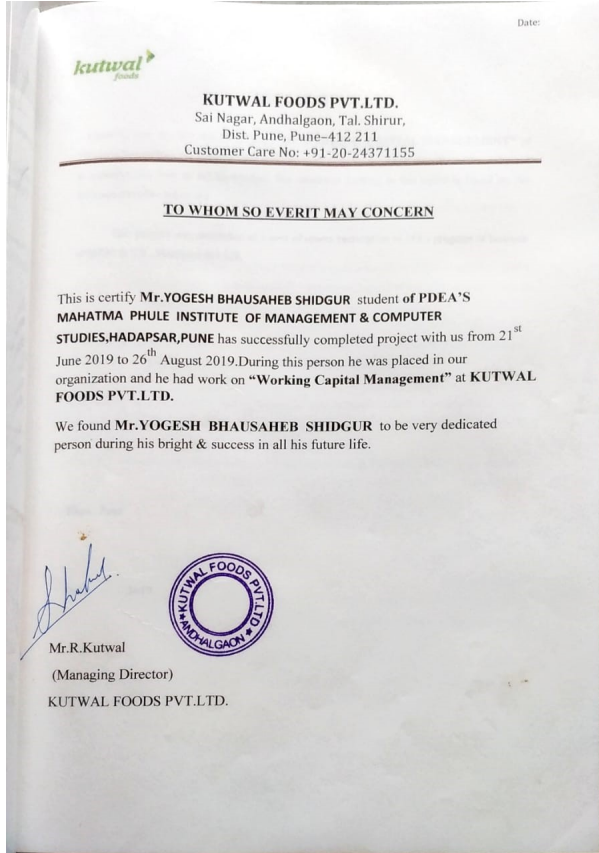 Date:
kutwal
foods
KUTWAL FOODS PVT.LTD.
Sai Nagar, Andhalgaon, Tal. Shirur,
Dist. Pune, Pune–412 211
Customer Care No: +91-20-24371155
TO WHOM SO EVERIT MAY CONCERN
This is certify Mr.YOGESH BHAUSAHEB SHIDGUR student of PDEA'S
MAHATMA PHULE INSTITUTE OF MANAGEMENT & COMPUTER
STUDIES,HADAPSAR,PUNE has successfully completed project with us from 21st
June 2019 to 26th August 2019.During this person he was placed in our
organization and he had work on “Working Capital Management” at KUTWAL
FOODS PVT.LTD.
We found Mr.YOGESH BHAUSAHEB SHIDGUR to be very dedicated
person during his bright & success in all his future life.
KUTWAL FOODS PVT.LTD
★ANDHALGAON★
Mr.R.Kutwal
(Managing Director)
KUTWAL FOODS PVT.LTD.